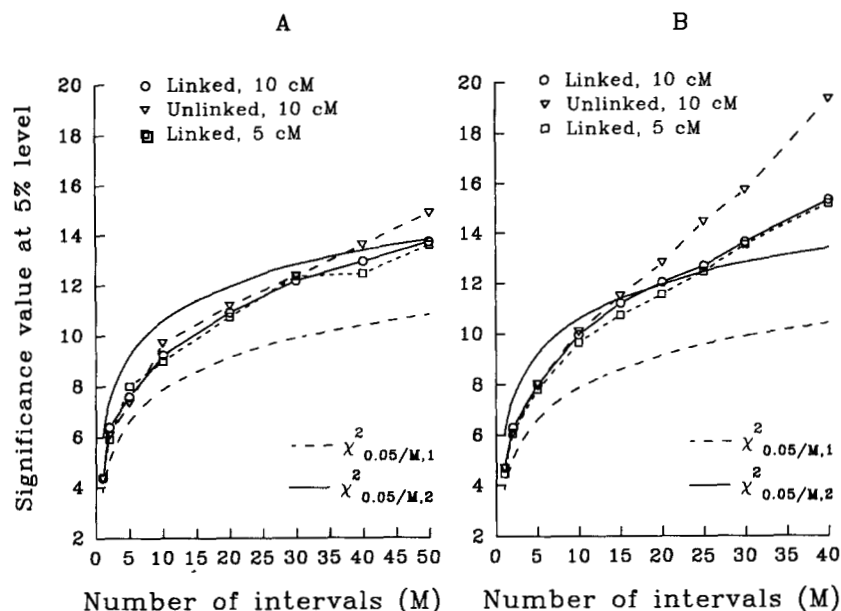 A
Significance value at 5% level
20
18
16
14
12
10
8
6
4
2
Linked, 10 cM
Unlinked, 10 cM
Linked, 5 cM
χ²0.05/M,1
χ²0.05/M,2
0 5 10 15 20 25 30 35 40 45 50
Number of intervals (M)
B
20
18
16
14
12
10
8
6
4
2
Linked, 10 cM
Unlinked, 10 cM
Linked, 5 cM
χ²0.05/M,1
χ²0.05/M,2
0 5 10 15 20 25 30 35 40
Number of intervals (M)